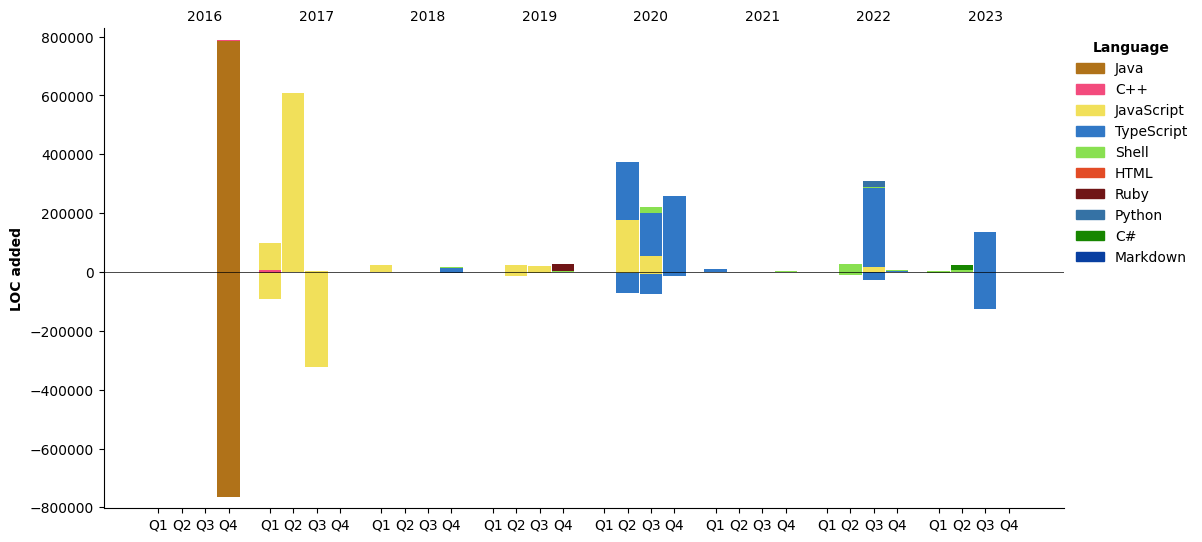 2016 2017 2018 2019 2020 2021 2022 2023
LOC added
800000
600000
400000
200000
0
−200000
−400000
−600000
−800000
Q1 Q2 Q3 Q4 Q1 Q2 Q3 Q4 Q1 Q2 Q3 Q4 Q1 Q2 Q3 Q4 Q1 Q2 Q3 Q4 Q1 Q2 Q3 Q4 Q1 Q2 Q3 Q4 Q1 Q2 Q3 Q4
Language
Java
C++
JavaScript
TypeScript
Shell
HTML
Ruby
Python
C#
Markdown